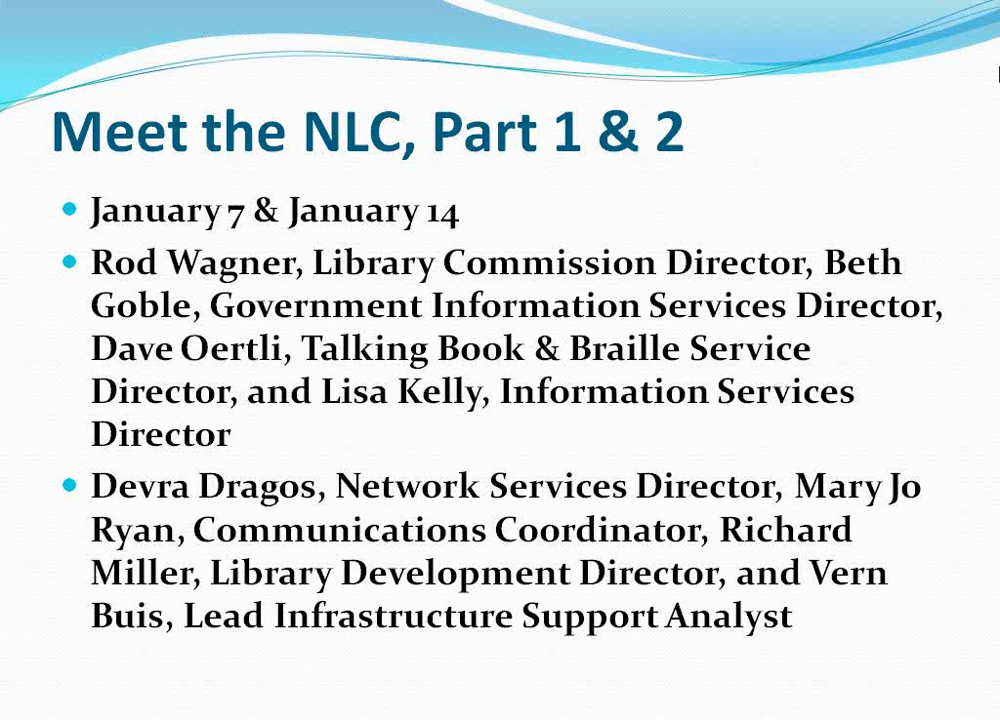 Meet the NLC, Part 1 & 2
January 7 & January 14
Rod Wagner, Library Commission Director, Beth
Goble, Government Information Services Director,
Dave Oertli, Talking Book & Braille Service
Director, and Lisa Kelly, Information Services
Director
Devra Dragos, Network Services Director, Mary Jo
Ryan, Communications Coordinator, Richard
Miller, Library Development Director, and Vern
Buis, Lead Infrastructure Support Analyst